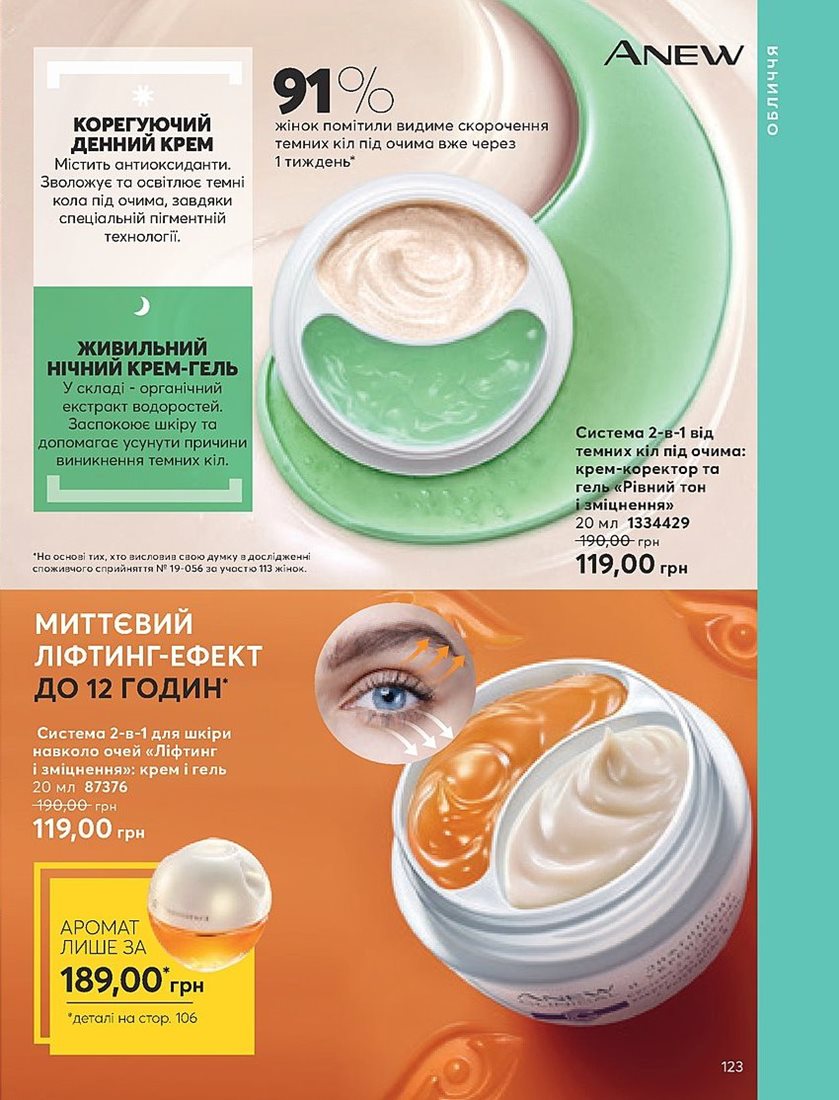 ANEW
ОБЛИЧЧЯ
91%
жінок помітили видиме скорочення
темних кіл під очима вже через
1 тиждень*
КОРЕГУЮЧИЙ
ДЕННИЙ КРЕМ
Містить антиоксиданти.
Зволожує та освітлює темні
кола під очима, завдяки
спеціальній пігментній
технології.
ЖИВИЛЬНИЙ
НІЧНИЙ КРЕМ-ГЕЛЬ
У складі - органічний
екстракт водоростей.
Заспокоює шкіру та
допомагає усунути причини
виникнення темних кіл.
Система 2-в-1 від
темних кіл під очима:
крем-коректор та
гель «Рівний тон
і зміцнення»
20 мл 1334429
190,00 грн
119,00 грн
*На основі тих, хто висловив свою думку в дослідженні
споживчого сприйняття № 19-056 за участю 113 жінок.
МИТТЄВИЙ
ЛІФТИНГ-ЕФЕКТ
ДО 12 ГОДИН*
Система 2-в-1 для шкіри
навколо очей «Ліфтинг
і зміцнення»: крем і гель
20 мл 87376
190,00 грн
119,00 грн
АРОМАТ
ЛИШЕ ЗА
189,00* грн
*деталі на стор. 106
ANEW
CLINICAL
123